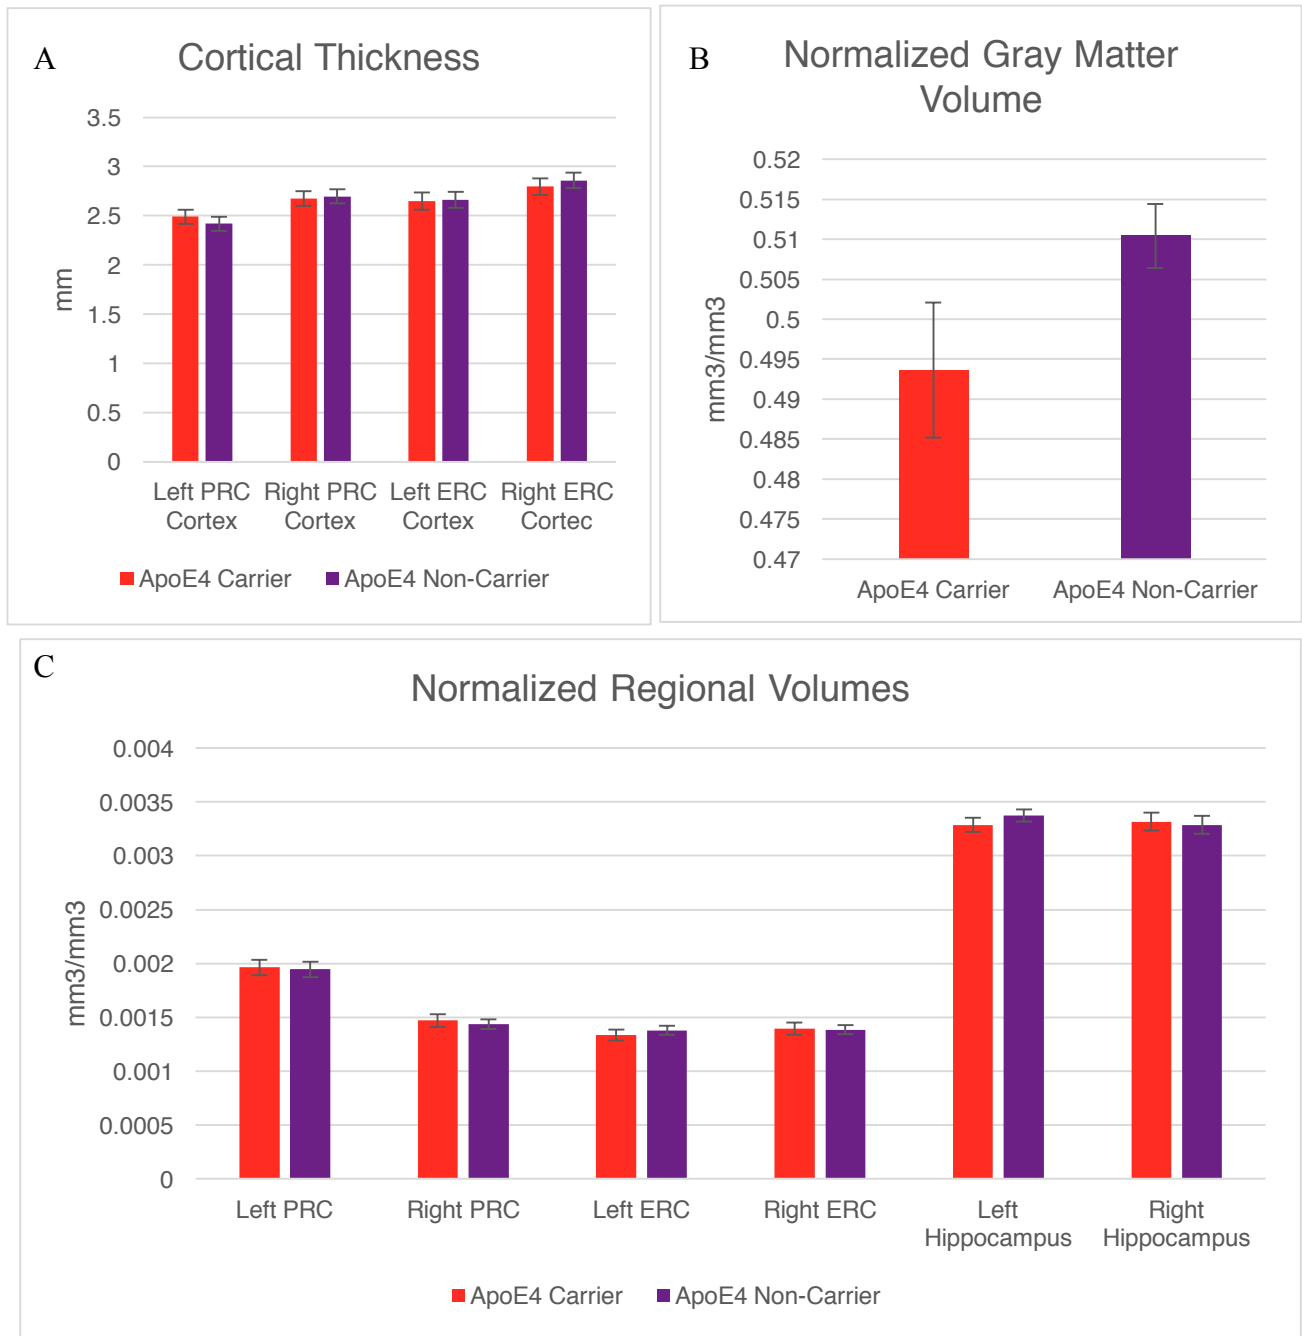 A
Cortical Thickness
3.5
3
2.5
2
1.5
1
0.5
0
mm
Left PRC Right PRC Left ERC Right ERC
Cortex Cortex Cortex Cortec
ApoE4 Carrier ApoE4 Non-Carrier
B
Normalized Gray Matter
Volume
0.52
0.515
0.51
0.505
0.5
0.495
0.49
0.485
0.48
0.475
0.47
mm3/mm3
ApoE4 Carrier ApoE4 Non-Carrier
C
Normalized Regional Volumes
0.004
0.0035
0.003
0.0025
0.002
0.0015
0.001
0.0005
0
mm3/mm3
Left PRC Right PRC Left ERC Right ERC Left Right
Hippocampus Hippocampus
ApoE4 Carrier ApoE4 Non-Carrier